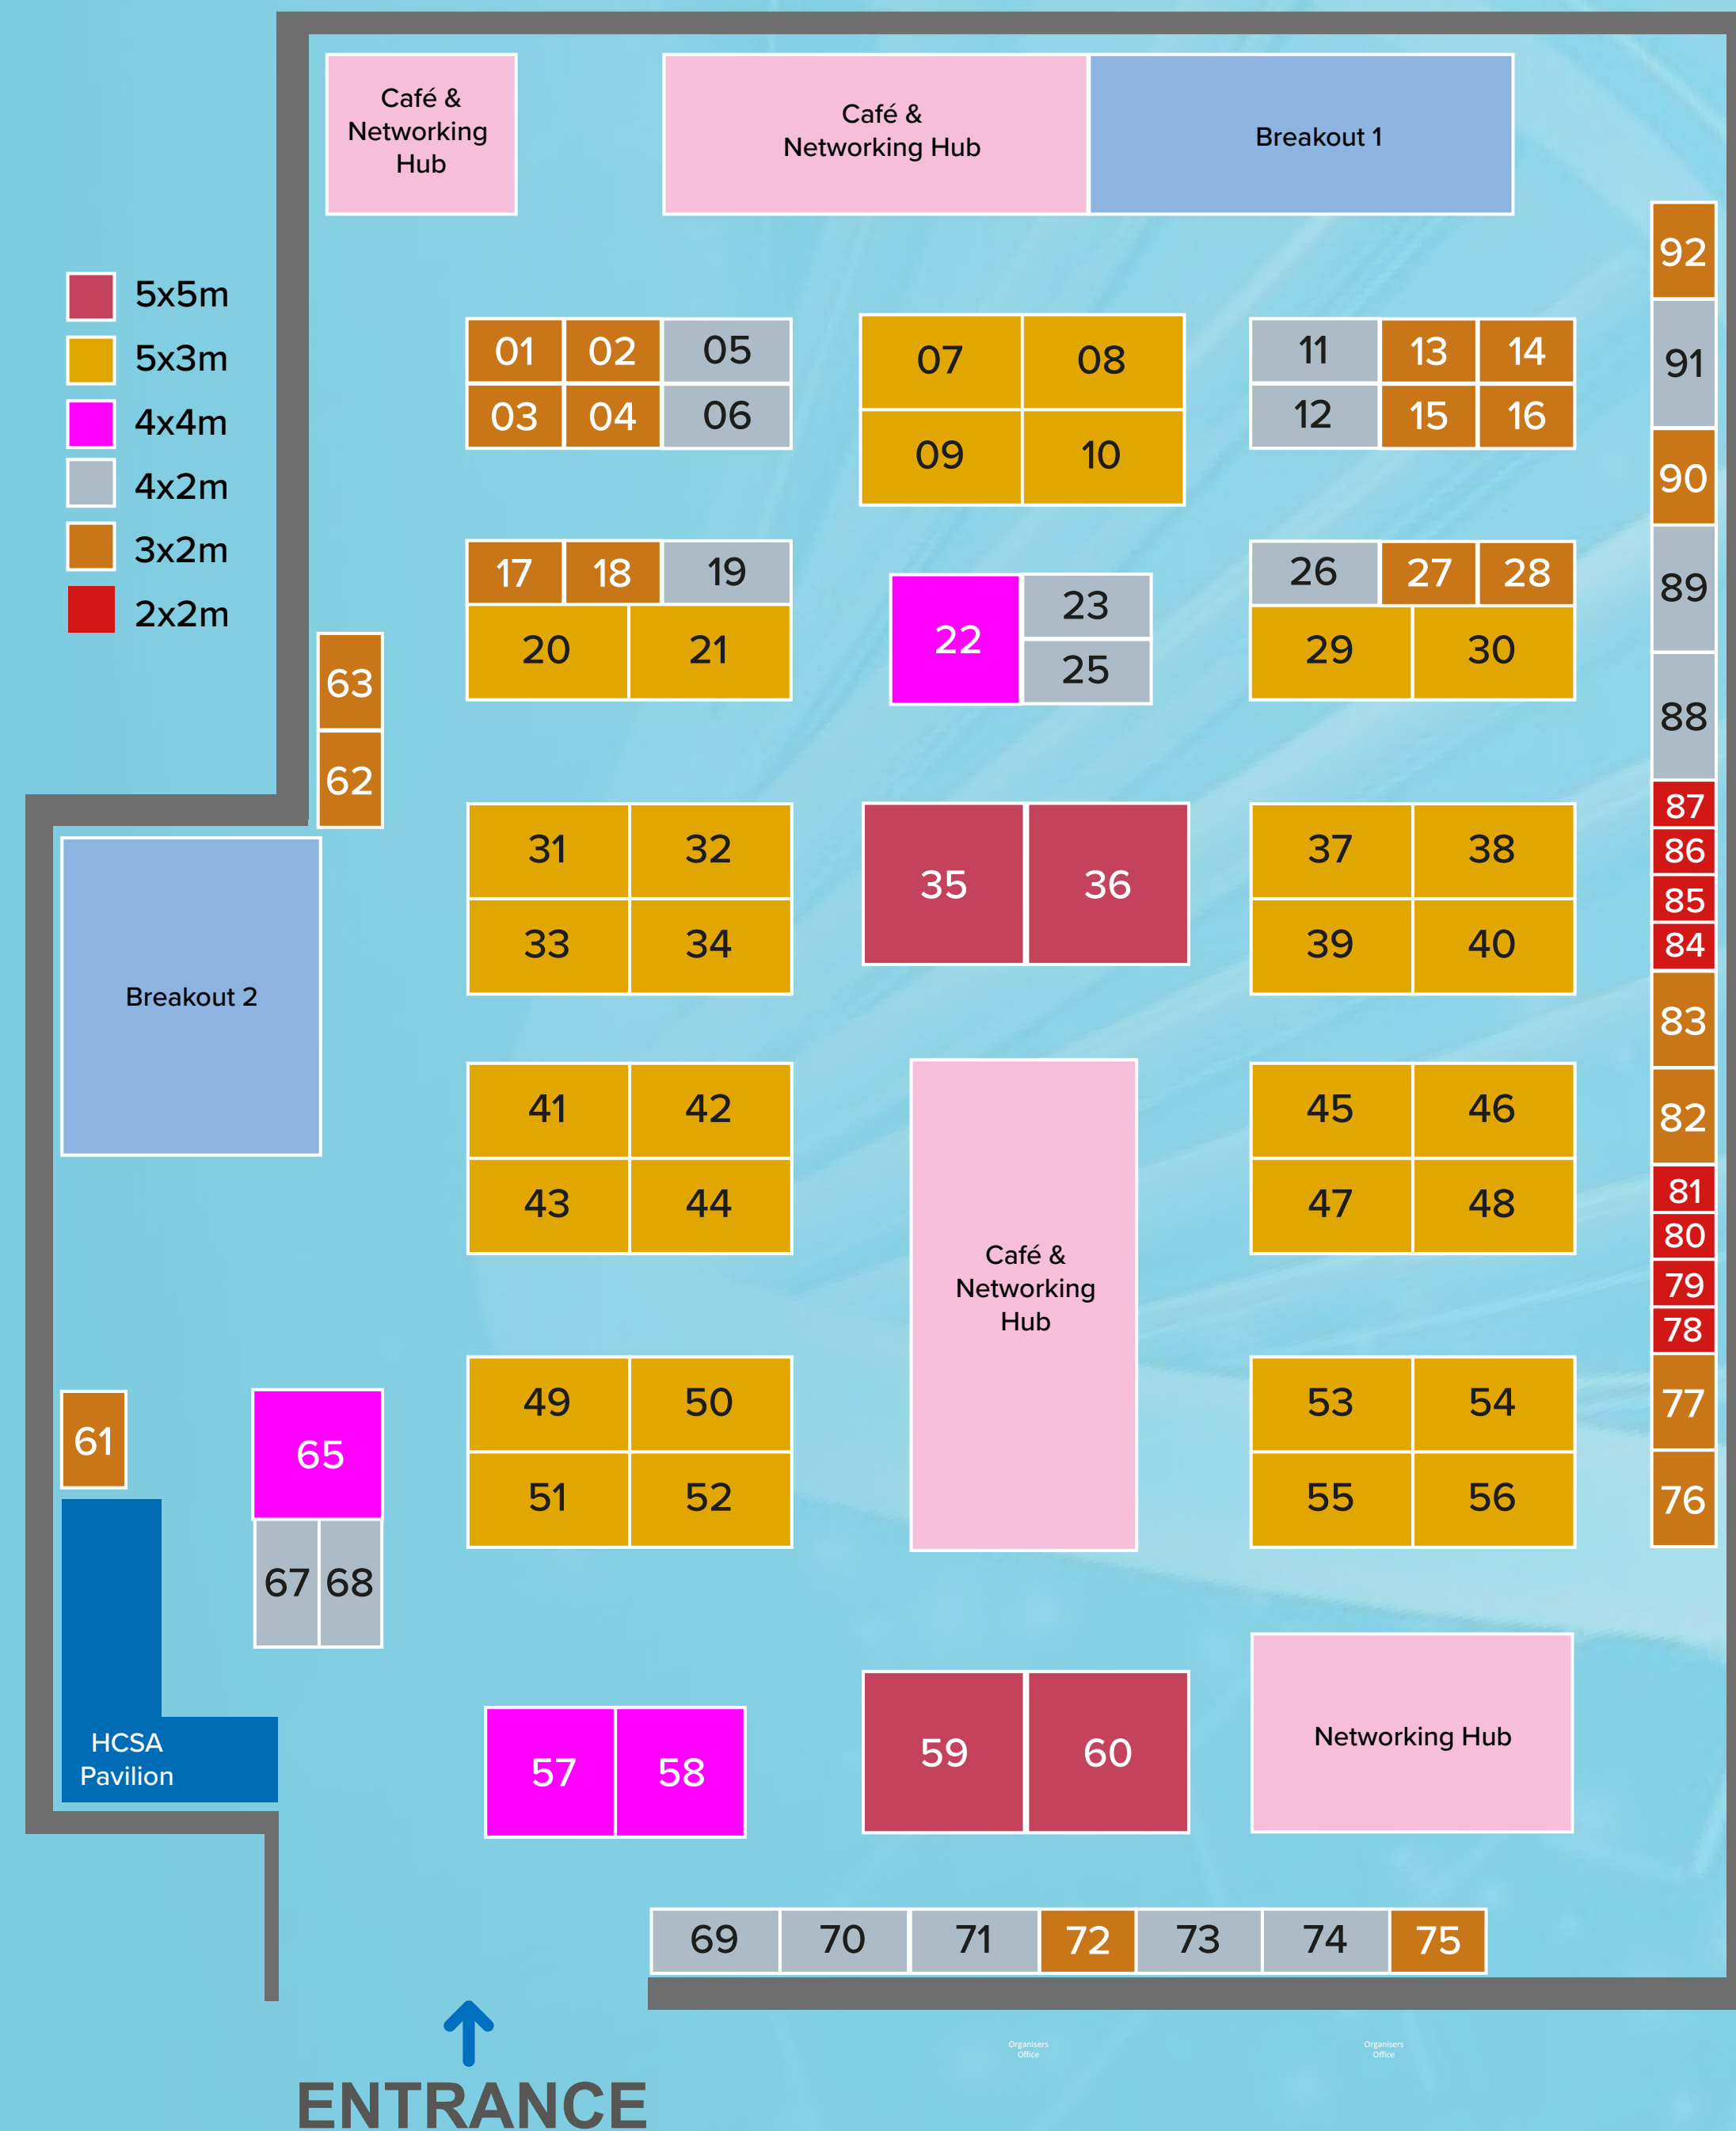 Café &
Networking
Hub
Café &
Networking Hub
Breakout 1
5x5m
5x3m
4x4m
4x2m
3x2m
2x2m
01 02 05
03 04 06
07 08
09 10
11 13 14
12 15 16
17 18 19
20 21
22 23
25
26 27 28
29 30
63
62
31 32
33 34
35 36
37 38
39 40
Breakout 2
41 42
43 44
Café &
Networking
Hub
45 46
47 48
49 50
51 52
53 54
55 56
61
65
67 68
HCSA
Pavilion
57 58
59 60
Networking Hub
92
91
90
89
88
87
86
85
84
83
82
81
80
79
78
77
76
69 70 71 72 73 74 75
Organisers
Office
Organisers
Office
ENTRANCE